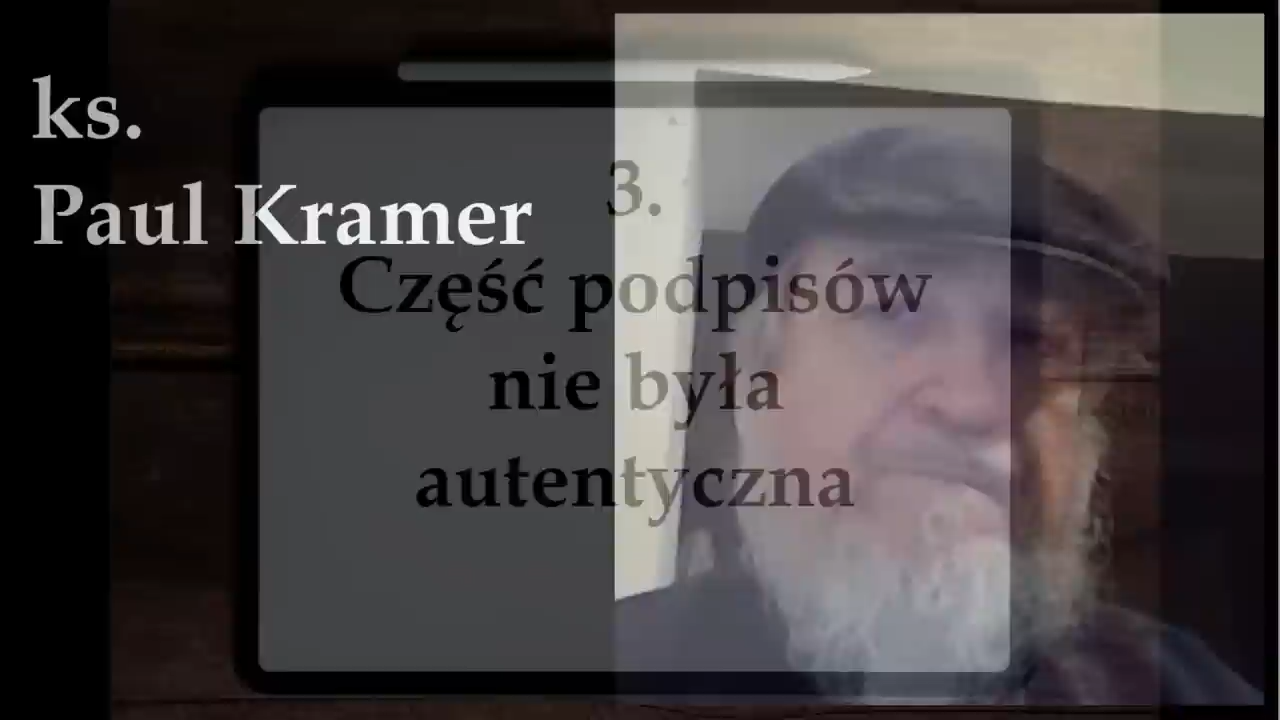 ks.
Paul Kramer
3.
Część podpisów
nie była
autentyczna